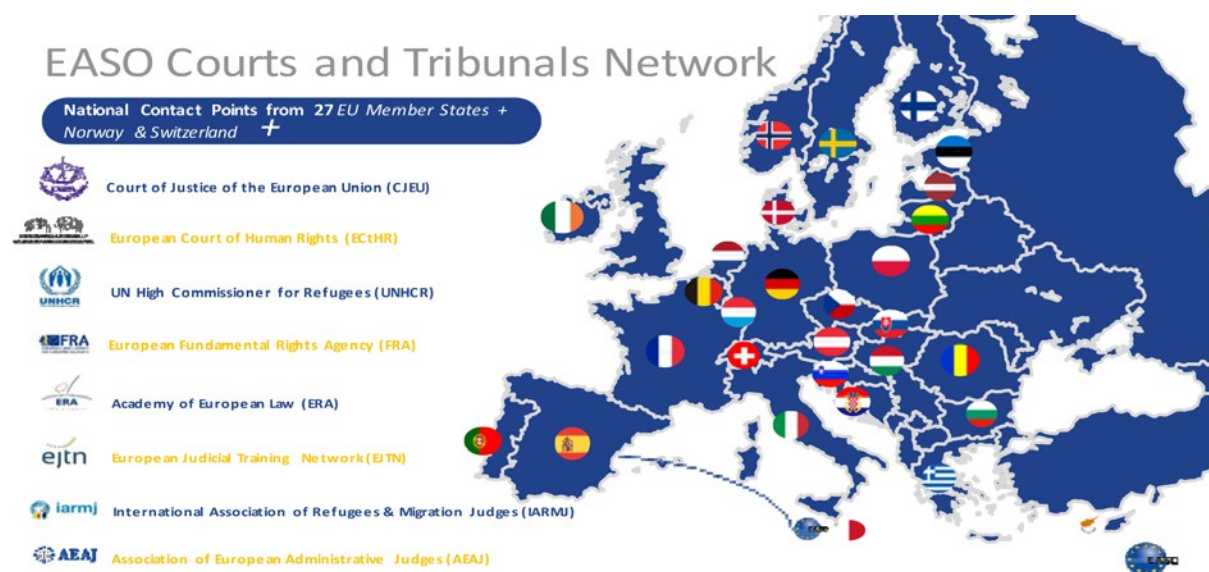 EASO Courts and Tribunals Network
National Contact Points from 27 EU Member States +
Norway & Switzerland +
Court of Justice of the European Union (CJEU)
European Court of Human Rights (ECtHR)
UNHCR
UN High Commissioner for Refugees (UNHCR)
FRA
European Fundamental Rights Agency (FRA)
ERA
Academy of European Law (ERA)
ejtn
European Judicial Training Network (EJTN)
iarmj
International Association of Refugees & Migration Judges (IARMJ)
AEAJ
Association of European Administrative Judges (AEAJ)
EASO
EASO